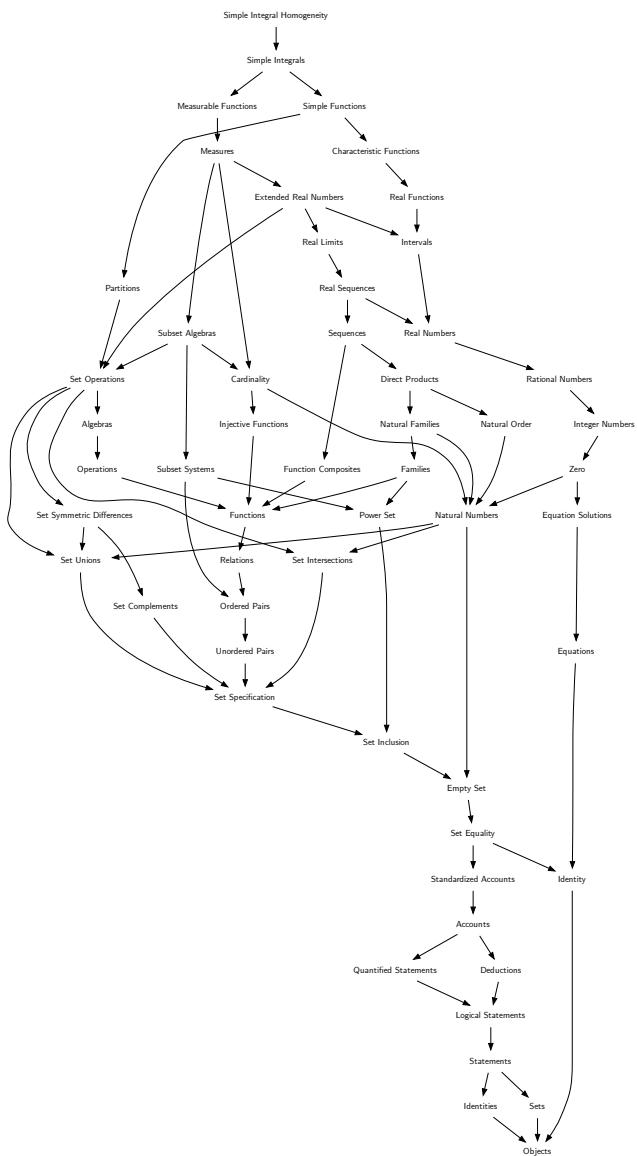 Simple Integral Homogeneity
Simple Integrals
Measurable Functions
Simple Functions
Measures
Characteristic Functions
Extended Real Numbers
Real Functions
Real Limits
Intervals
Partitions
Real Sequences
Subset Algebras
Sequences
Real Numbers
Set Operations
Cardinality
Direct Products
Rational Numbers
Algebras
Injective Functions
Natural Families
Natural Order
Integer Numbers
Operations
Subset Systems
Function Composites
Families
Zero
Set Symmetric Differences
Functions
Power Set
Natural Numbers
Equation Solutions
Set Unions
Relations
Set Intersections
Set Complements
Ordered Pairs
Unordered Pairs
Equations
Set Specification
Set Inclusion
Empty Set
Set Equality
Standardized Accounts
Identity
Accounts
Quantified Statements
Deductions
Logical Statements
Statements
Identities
Sets
Objects